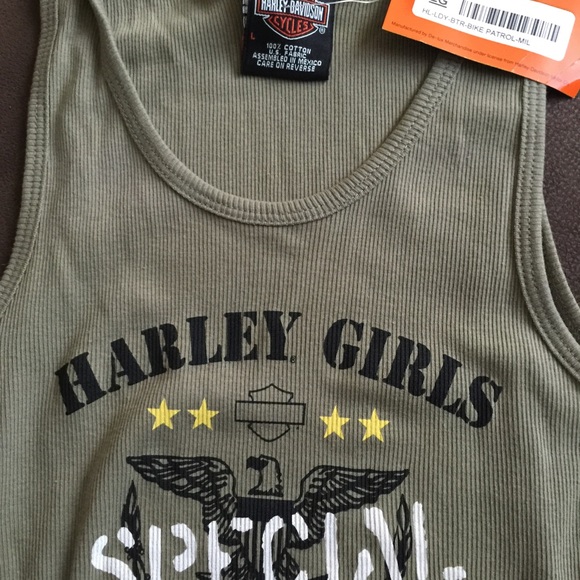 HARLEY-DAVIDSON
CYCLES
L
100% COTTON
U.S. FABRIC
ASSEMBLED IN MEXICO
CARE ON REVERSE
HL-LDY-BTR-BIKE PATROL-MIL
HARLEY GIRLS
SPECIAL